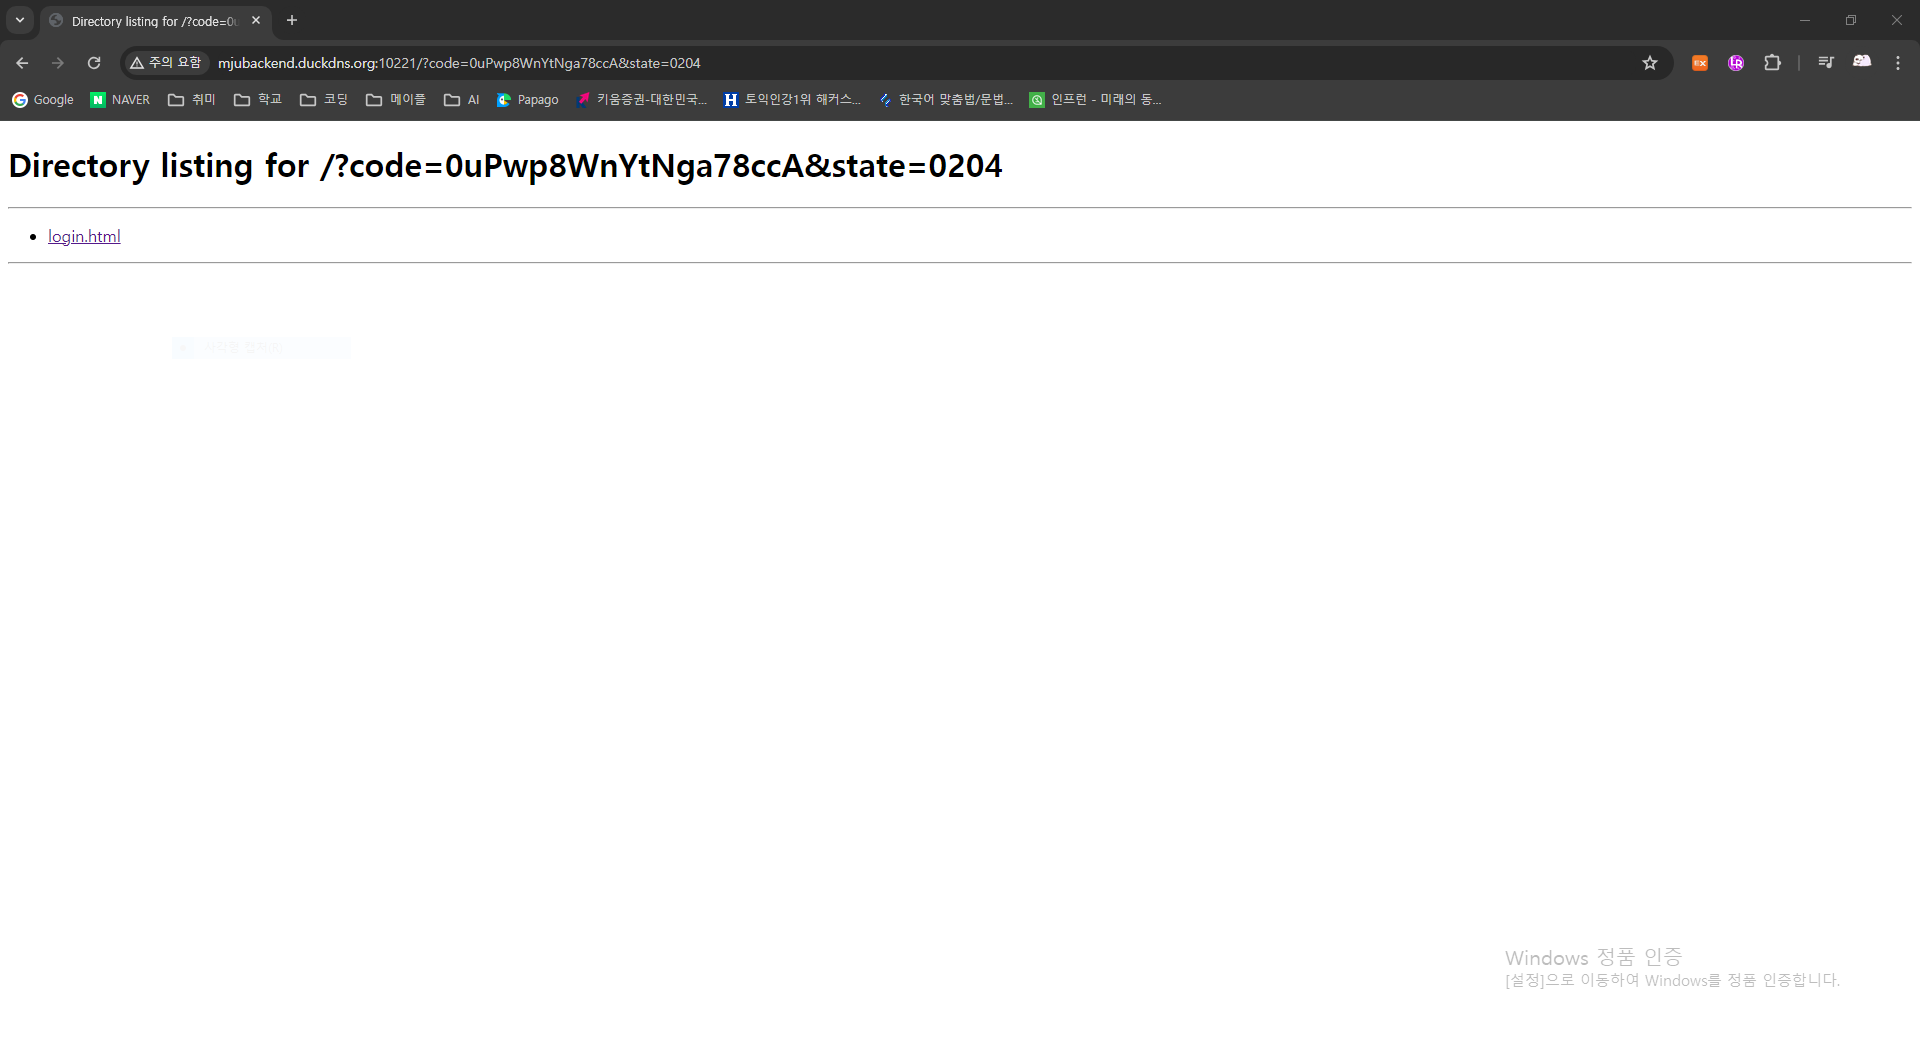 Directory listing for /?code=0u
주의 요함
mjubackend.duckdns.org:10221/?code=0uPwp8WnYtNga78ccA&state=0204
Google
NAVER
취미
학교
코딩
메이플
AI
Papago
키움증권-대한민국...
토익인강1위 해커스...
한국어 맞춤법/문법...
인프런 - 미래의 동...
Directory listing for /?code=0uPwp8WnYtNga78ccA&state=0204
login.html
Windows 정품 인증
[설정]으로 이동하여 Windows를 정품 인증합니다.